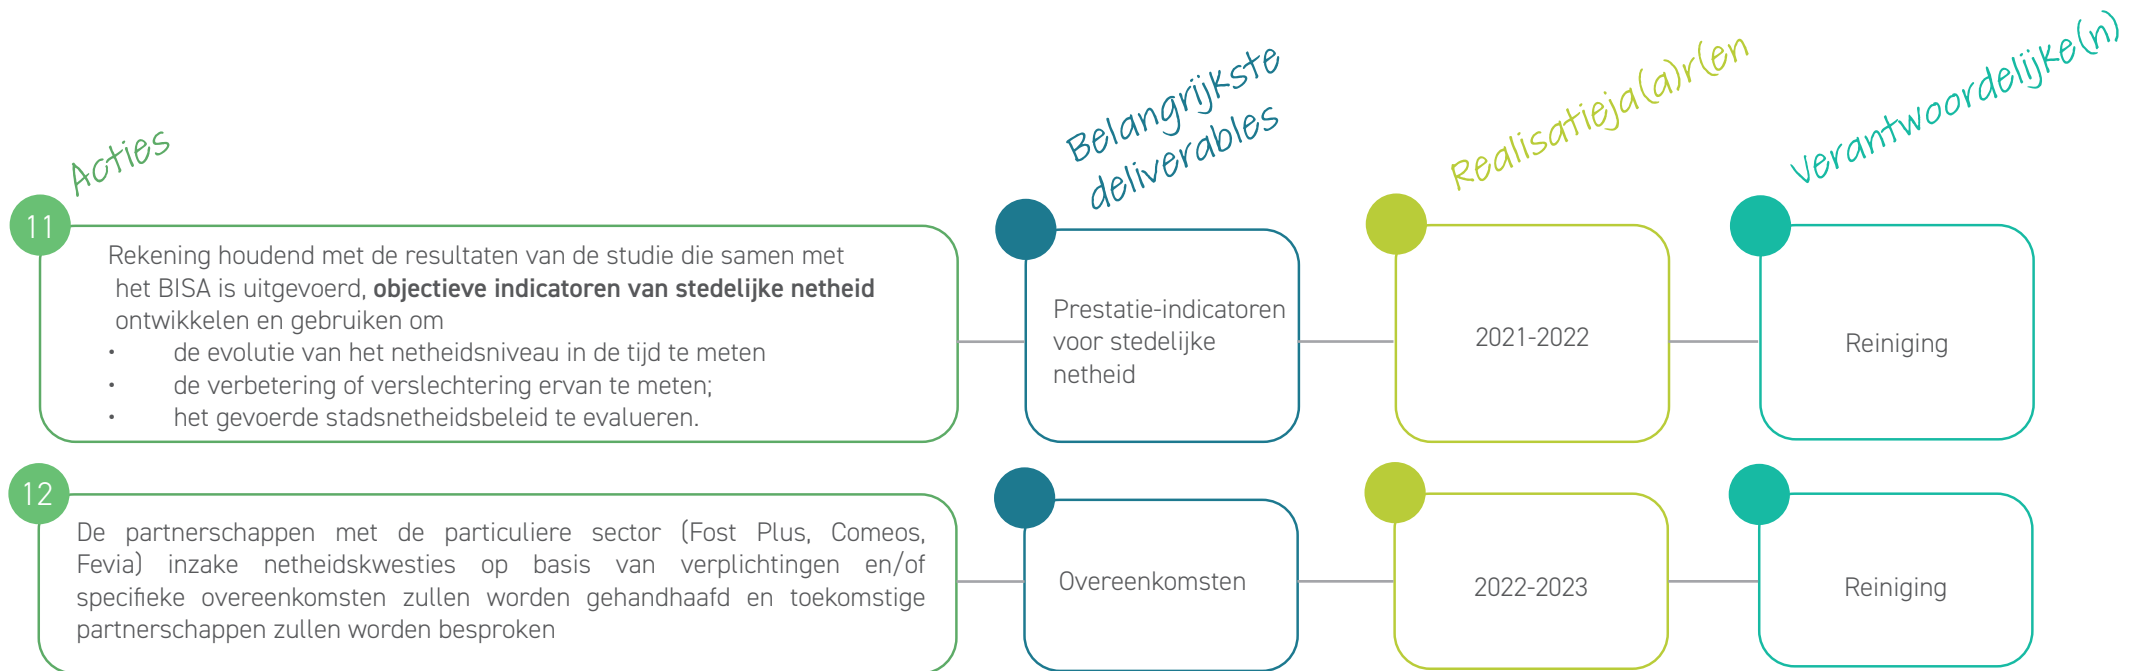 Acties
Belangrijkste
deliverables
Realisatieja(a)r(en
Verantwoordelijke(n)
11
Rekening houdend met de resultaten van de studie die samen met
het BISA is uitgevoerd, objectieve indicatoren van stedelijke netheid
ontwikkelen en gebruiken om
• de evolutie van het netheidsniveau in de tijd te meten
• de verbetering of verslechtering ervan te meten;
• het gevoerde stadsnetheidsbeleid te evalueren.
Prestatie-indicatoren
voor stedelijke
netheid
2021-2022
Reiniging
12
De partnerschappen met de particuliere sector (Fost Plus, Comeos,
Fevia) inzake netheidskwesties op basis van verplichtingen en/of
specifieke overeenkomsten zullen worden gehandhaafd en toekomstige
partnerschappen zullen worden besproken
Overeenkomsten
2022-2023
Reiniging